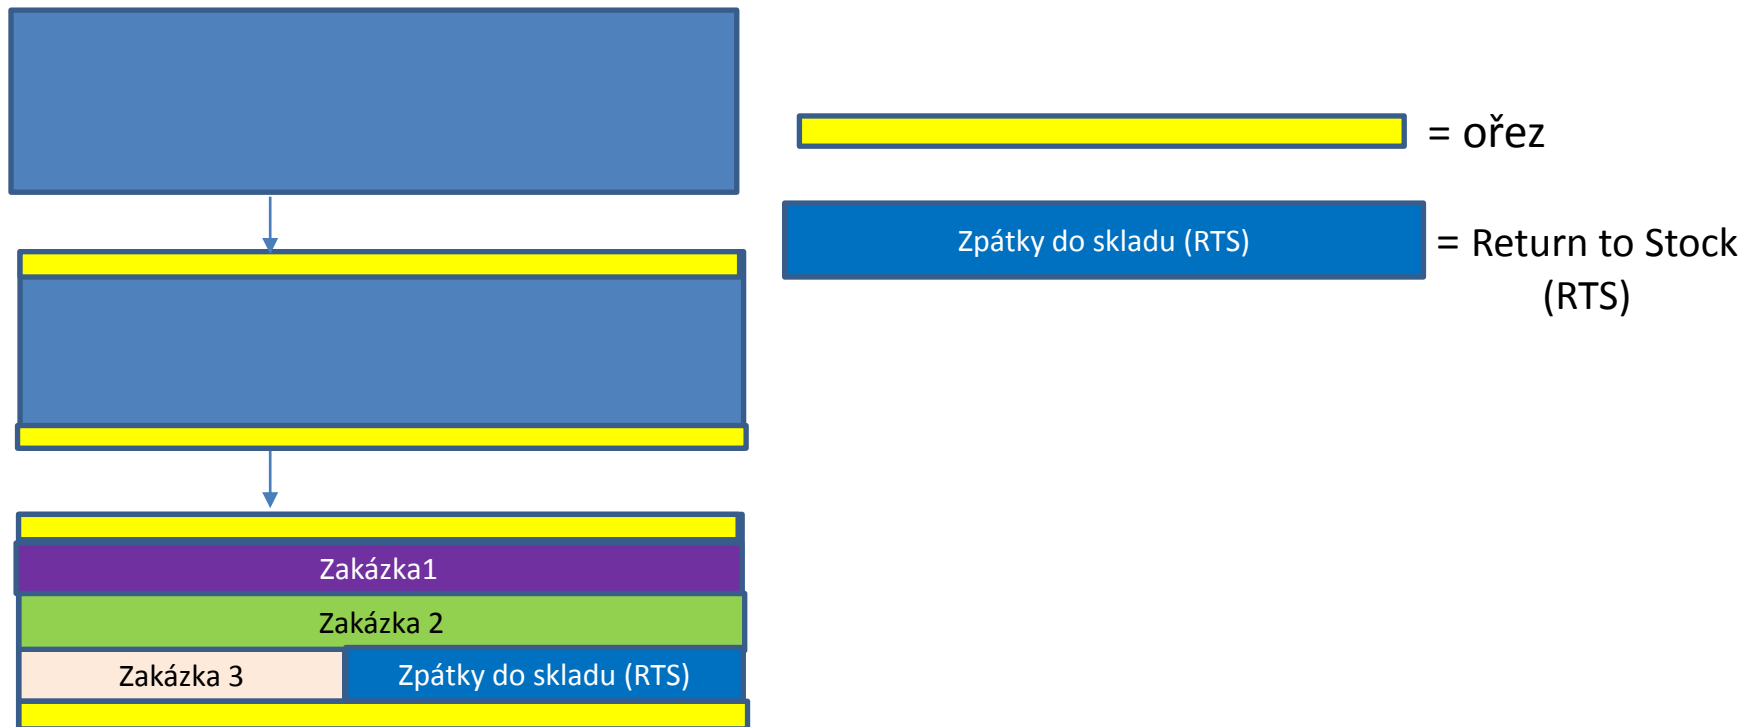 = ořez
Zpátky do skladu (RTS)
= Return to Stock
(RTS)
Zakázka1
Zakázka 2
Zakázka 3
Zpátky do skladu (RTS)